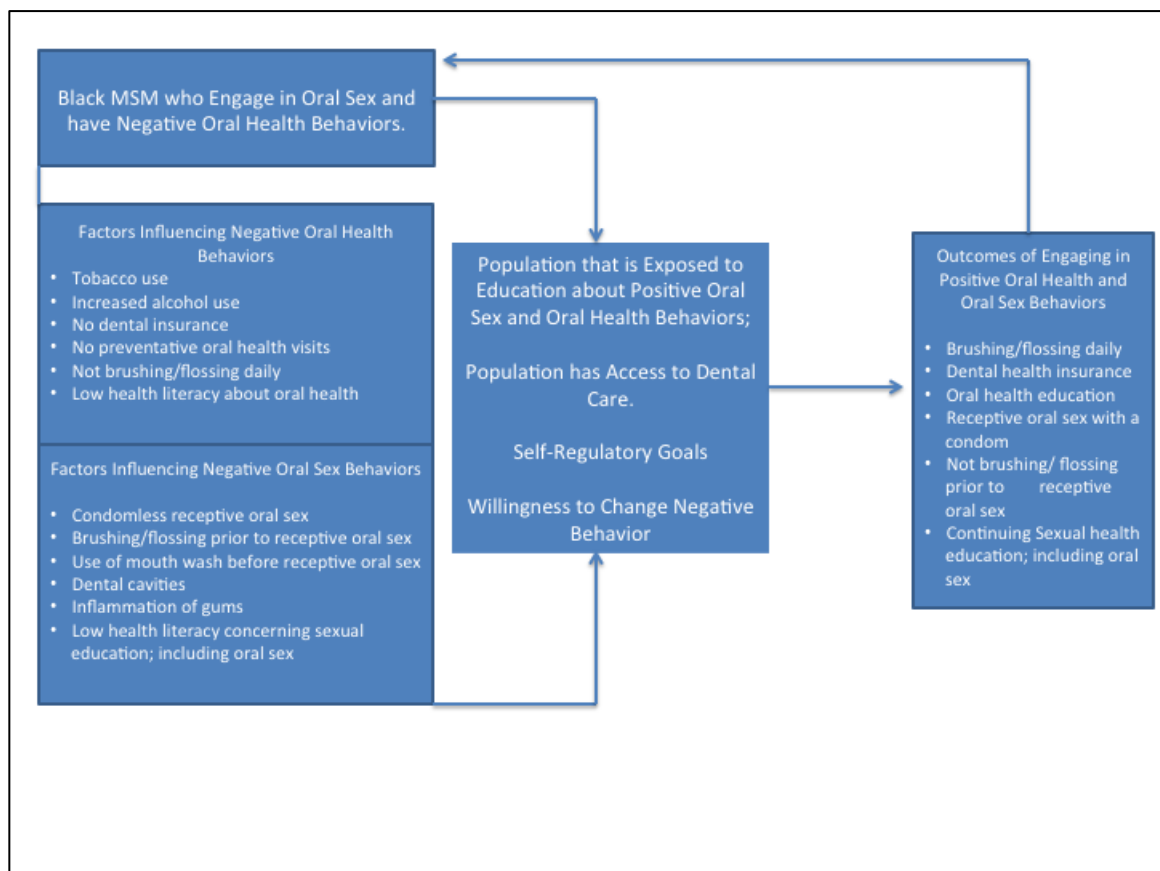 Black MSM who Engage in Oral Sex and
have Negative Oral Health Behaviors.
Factors Influencing Negative Oral Health
Behaviors
• Tobacco use
• Increased alcohol use
• No dental insurance
• No preventative oral health visits
• Not brushing/flossing daily
• Low health literacy about oral health
Factors Influencing Negative Oral Sex Behaviors
• Condomless receptive oral sex
• Brushing/flossing prior to receptive oral sex
• Use of mouth wash before receptive oral sex
• Dental cavities
• Inflammation of gums
• Low health literacy concerning sexual
education; including oral sex
Population that is Exposed to
Education about Positive Oral
Sex and Oral Health Behaviors;
Population has Access to Dental
Care.
Self-Regulatory Goals
Willingness to Change Negative
Behavior
Outcomes of Engaging in
Positive Oral Health and
Oral Sex Behaviors
• Brushing/flossing daily
• Dental health insurance
• Oral health education
• Receptive oral sex with a
condom
• Not brushing/ flossing
prior to receptive
oral sex
• Continuing Sexual health
education; including oral
sex